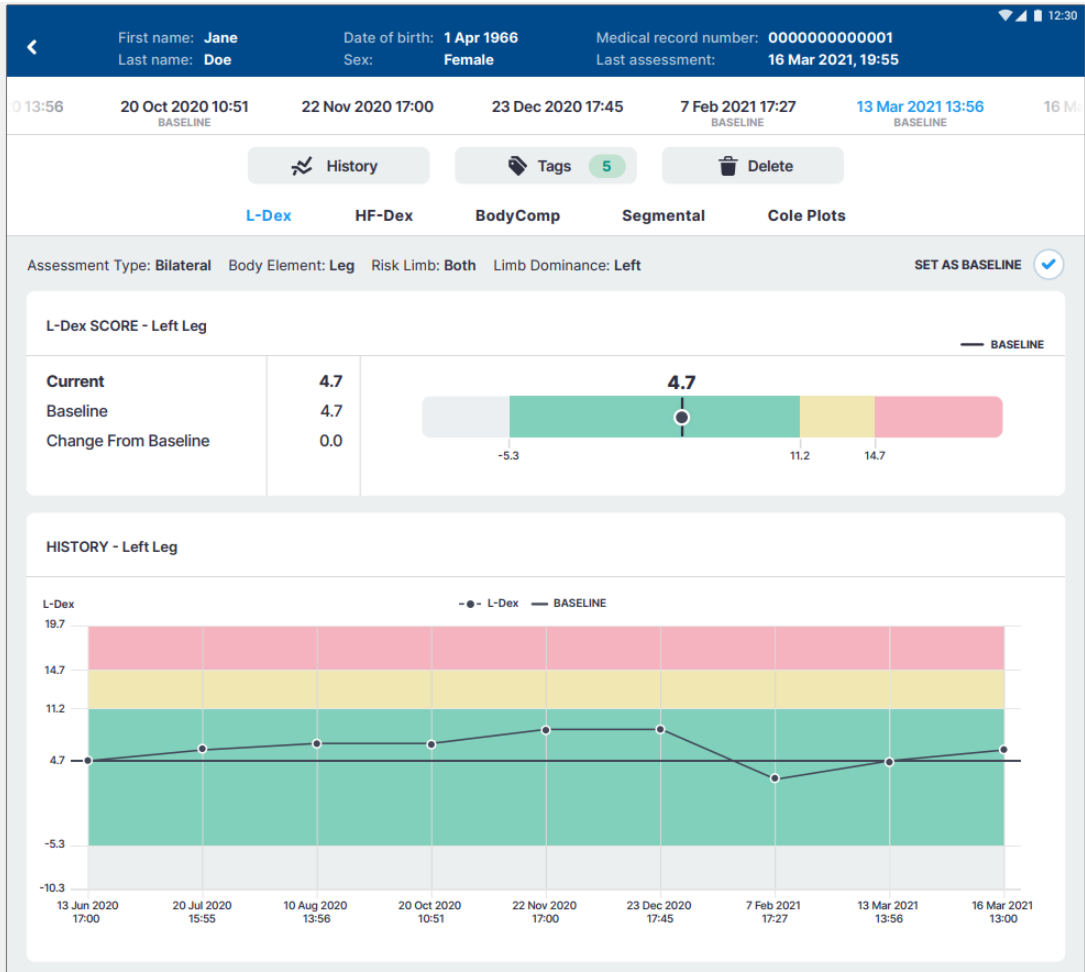 12:30
First name: Jane Date of birth: 1 Apr 1966 Medical record number: 0000000000001
Last name: Doe Sex: Female Last assessment: 16 Mar 2021, 19:55
0 13:56 20 Oct 2020 10:51 22 Nov 2020 17:00 23 Dec 2020 17:45 7 Feb 2021 17:27 13 Mar 2021 13:56 16 M
BASELINE BASELINE BASELINE
History Tags 5 Delete
L-Dex HF-Dex BodyComp Segmental Cole Plots
Assessment Type: Bilateral Body Element: Leg Risk Limb: Both Limb Dominance: Left SET AS BASELINE
L-Dex SCORE - Left Leg
BASELINE
Current 4.7 4.7
Baseline 4.7
Change From Baseline 0.0
-5.3 11.2 14.7
HISTORY - Left Leg
L-Dex L-Dex BASELINE
19.7
14.7
11.2
4.7
-5.3
-10.3
13 Jun 2020 20 Jul 2020 10 Aug 2020 20 Oct 2020 22 Nov 2020 23 Dec 2020 7 Feb 2021 13 Mar 2021 16 Mar 2021
17:00 15:55 13:56 10:51 17:00 17:45 17:27 13:56 13:00